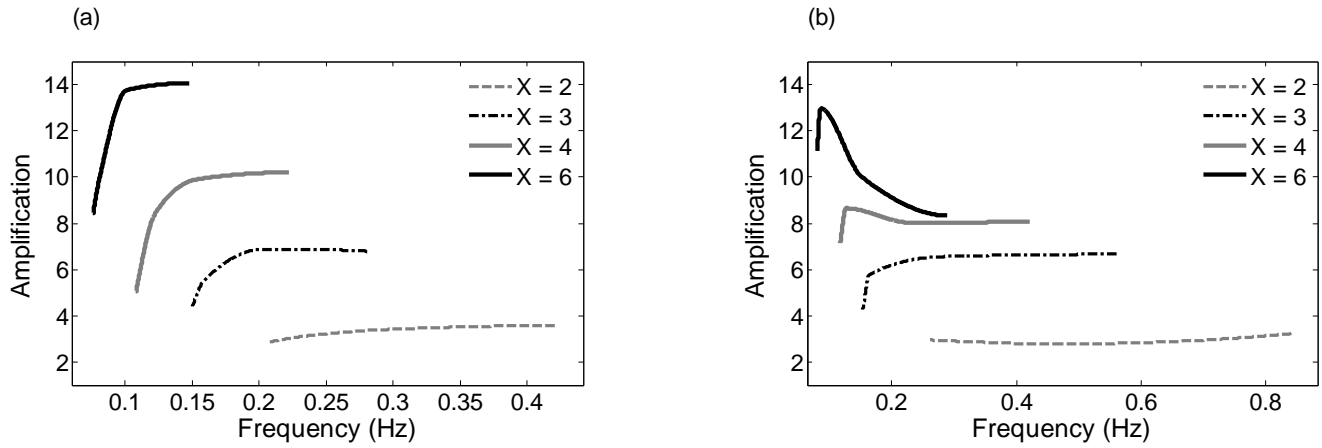 (a)
Amplification
14
12
10
8
6
4
2
X = 2
X = 3
X = 4
X = 6
0.1 0.15 0.2 0.25 0.3 0.35 0.4
Frequency (Hz)
(b)
Amplification
14
12
10
8
6
4
2
X = 2
X = 3
X = 4
X = 6
0.2 0.4 0.6 0.8
Frequency (Hz)